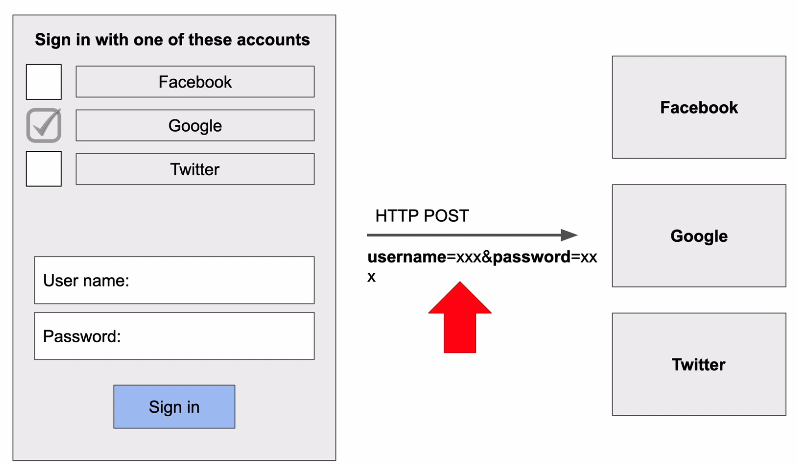 Sign in with one of these accounts
Facebook
Google
Twitter
User name:
Password:
Sign in
HTTP POST
username=xxx&password=xx
x
Facebook
Google
Twitter